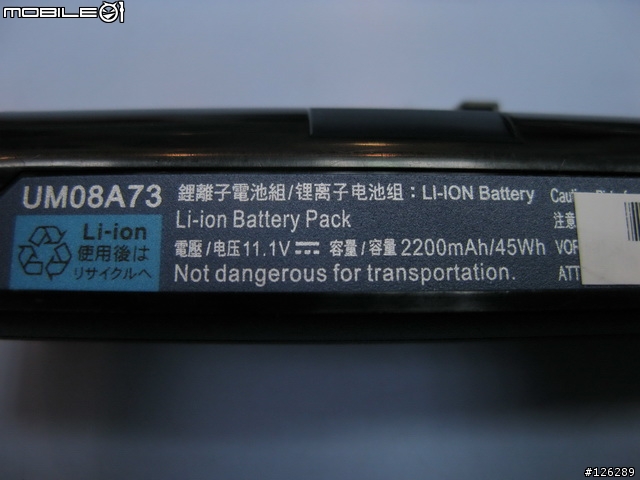 MOBILE01
UM08A73
鋰離子電池組/锂离子电池组：LI-ION Battery
Li-ion Battery Pack
電壓/电压11.1V 容量/容量2200mAh/45Wh
Not dangerous for transportation.
Li-ion
使用後は
リサイクルへ
注意
VOR
ATT
#126289